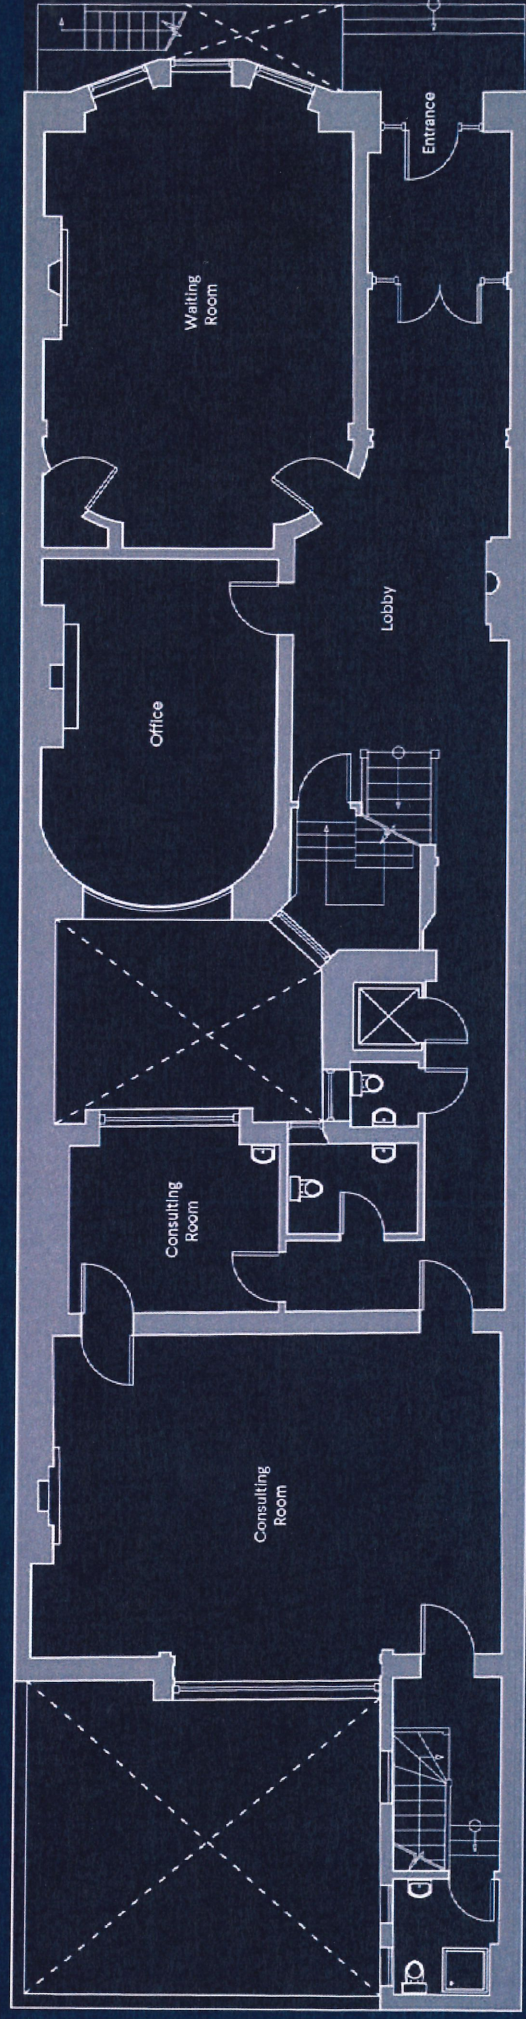 Entrance
Waiting
Room
Lobby
Office
Consulting
Room
Consulting
Room